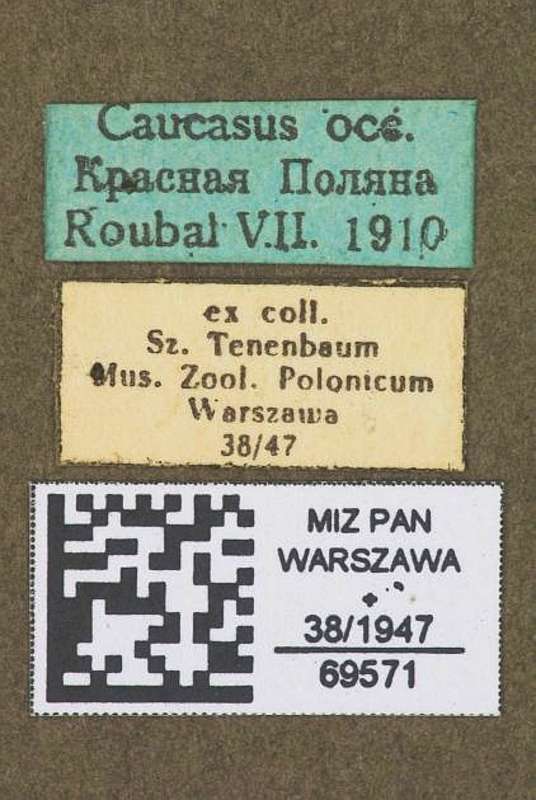 Caucasus occ.
Красная Поляна
Roubal V.II. 1910
ex coll.
Sz. Tenenbaum
Mus. Zool. Polonicum
Warszawa
38/47
MIZ PAN
WARSZAWA
38/1947
69571